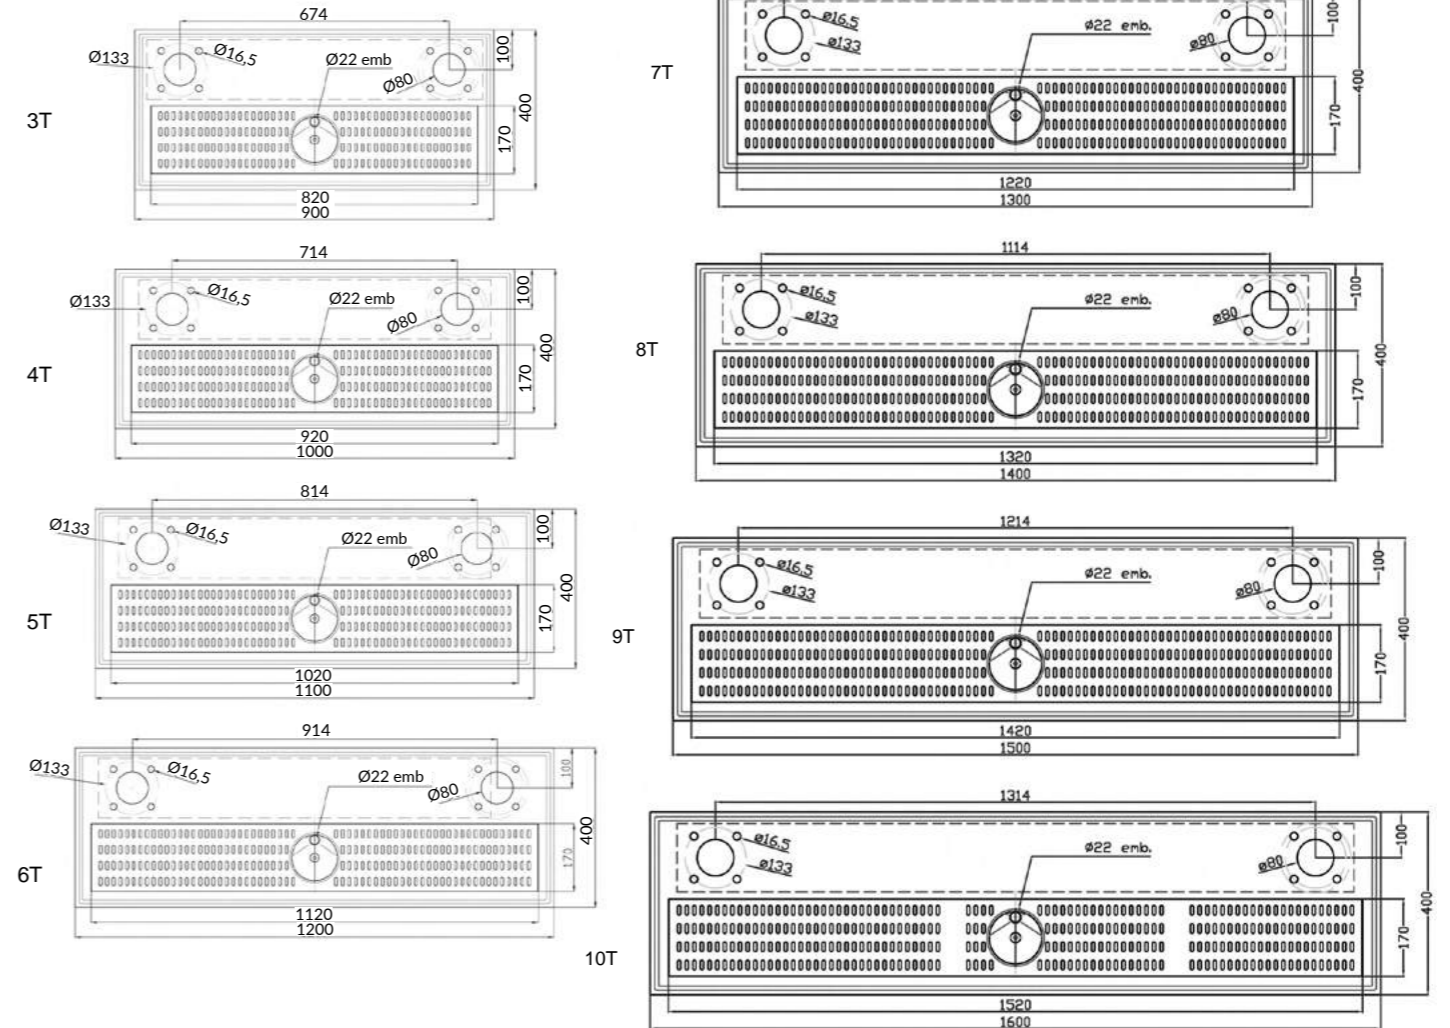 3T
674
Ø133
Ø16,5
Ø22 emb
Ø80
100
170
400
820
900
4T
714
Ø133
Ø16,5
Ø22 emb
Ø80
100
170
400
920
1000
5T
814
Ø133
Ø16,5
Ø22 emb
Ø80
100
170
400
1020
1100
6T
914
Ø133
Ø16,5
Ø22 emb
Ø80
100
170
400
1120
1200
7T
ø16,5
ø133
ø22 emb.
ø80
100
170
400
1220
1300
8T
1114
ø16,5
ø133
ø22 emb.
ø80
100
170
400
1320
1400
9T
1214
ø16,5
ø133
ø22 emb.
ø80
100
170
400
1420
1500
10T
1314
ø16,5
ø133
ø22 emb.
ø80
100
170
400
1520
1600